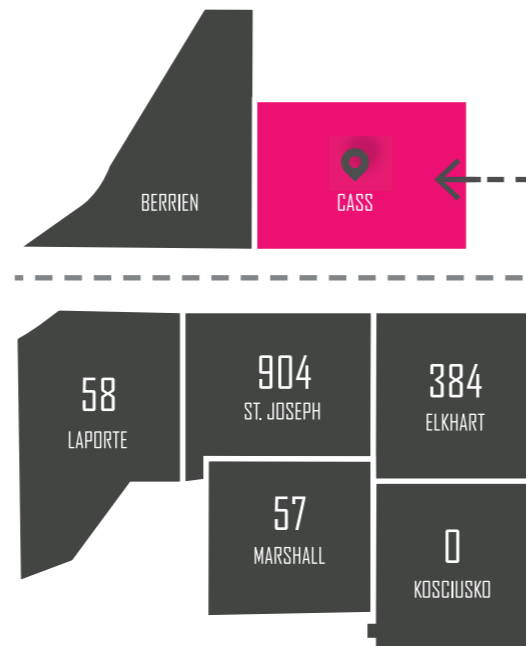 BERRIEN
CASS
58
LAPORTE
904
ST. JOSEPH
384
ELKHART
57
MARSHALL
0
KOSCIUSKO